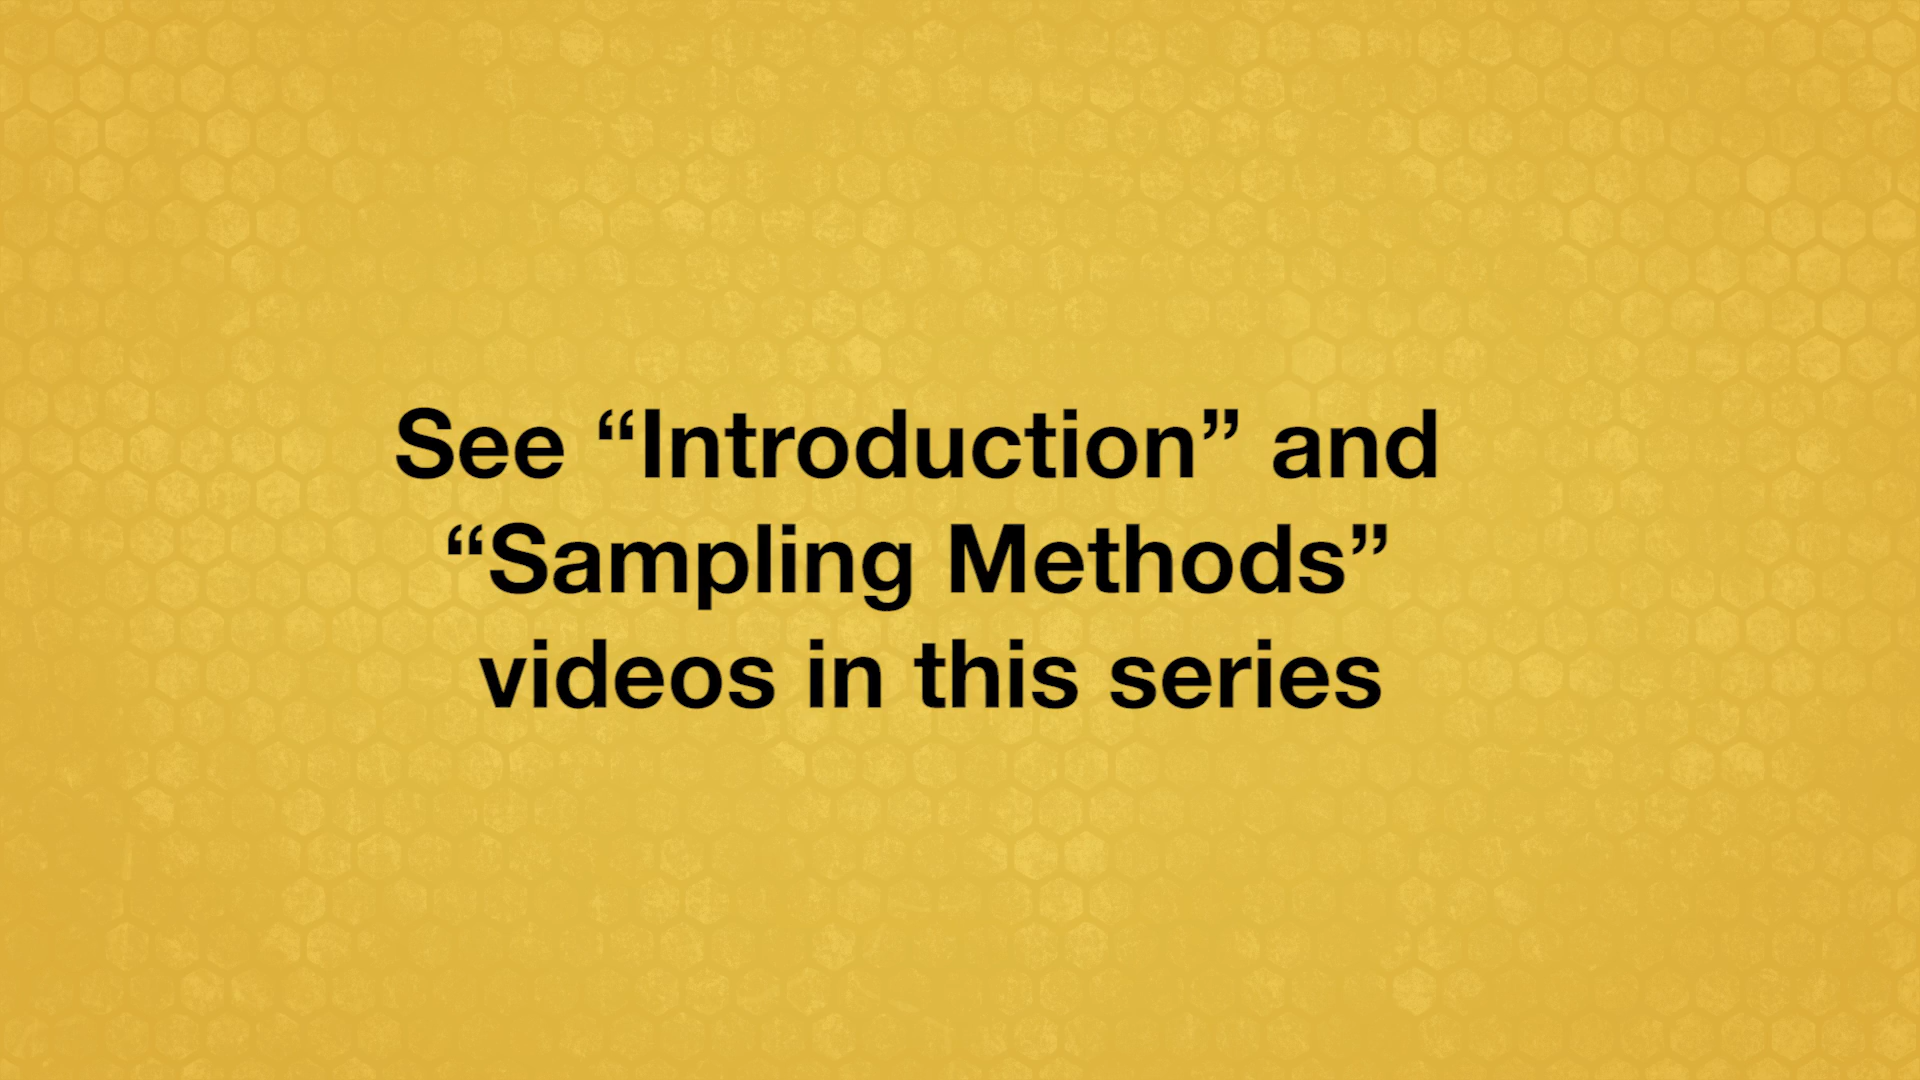 See “Introduction” and
“Sampling Methods”
videos in this series